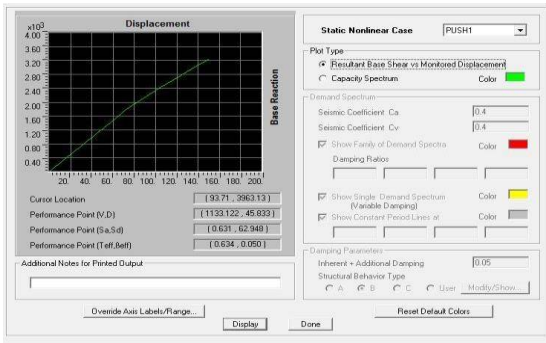 Displacement
x10³
4.00
3.60
3.20
2.80
2.40
2.00
1.60
1.20
0.80
0.40
20. 40. 60. 80. 100. 120. 140. 160. 180. 200.
Base Reaction
Cursor Location ( 93.71 , 3963.13 )
Performance Point (V,D) ( 1133.122 , 45.833 )
Performance Point (Sa,Sd) ( 0.631 , 62.948 )
Performance Point (Teff,Beff) ( 0.634 , 0.050 )
Additional Notes for Printed Output
Override Axis Labels/Range...
Display
Done
Static Nonlinear Case PUSH1
Plot Type
Resultant Base Shear vs Monitored Displacement
Capacity Spectrum Color
Demand Spectrum
Seismic Coefficient Ca 0.4
Seismic Coefficient Cv 0.4
Show Family of Demand Spectra Color
Damping Ratios
Show Single Demand Spectrum Color
(Variable Damping)
Show Constant Period Lines at Color
Damping Parameters
Inherent + Additional Damping 0.05
Structural Behavior Type
A B C User Modify/Show...
Reset Default Colors